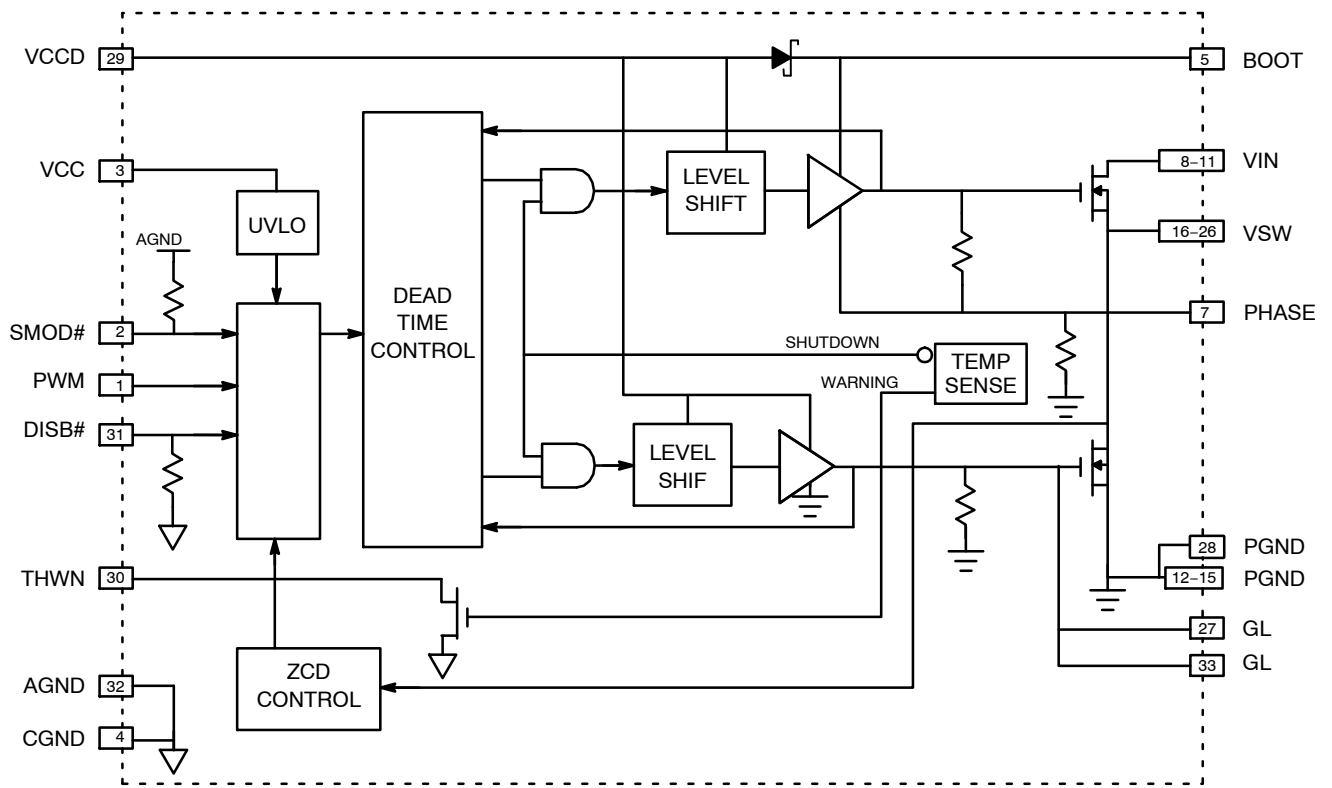 VCCD 29
5 BOOT
VCC 3
UVLO
AGND
SMOD# 2
PWM 1
DISB# 31
DEAD
TIME
CONTROL
LEVEL
SHIFT
8–11 VIN
16–26 VSW
7 PHASE
SHUTDOWN
WARNING
TEMP
SENSE
LEVEL
SHIF
THWN 30
28 PGND
12–15 PGND
27 GL
33 GL
ZCD
CONTROL
AGND 32
CGND 4